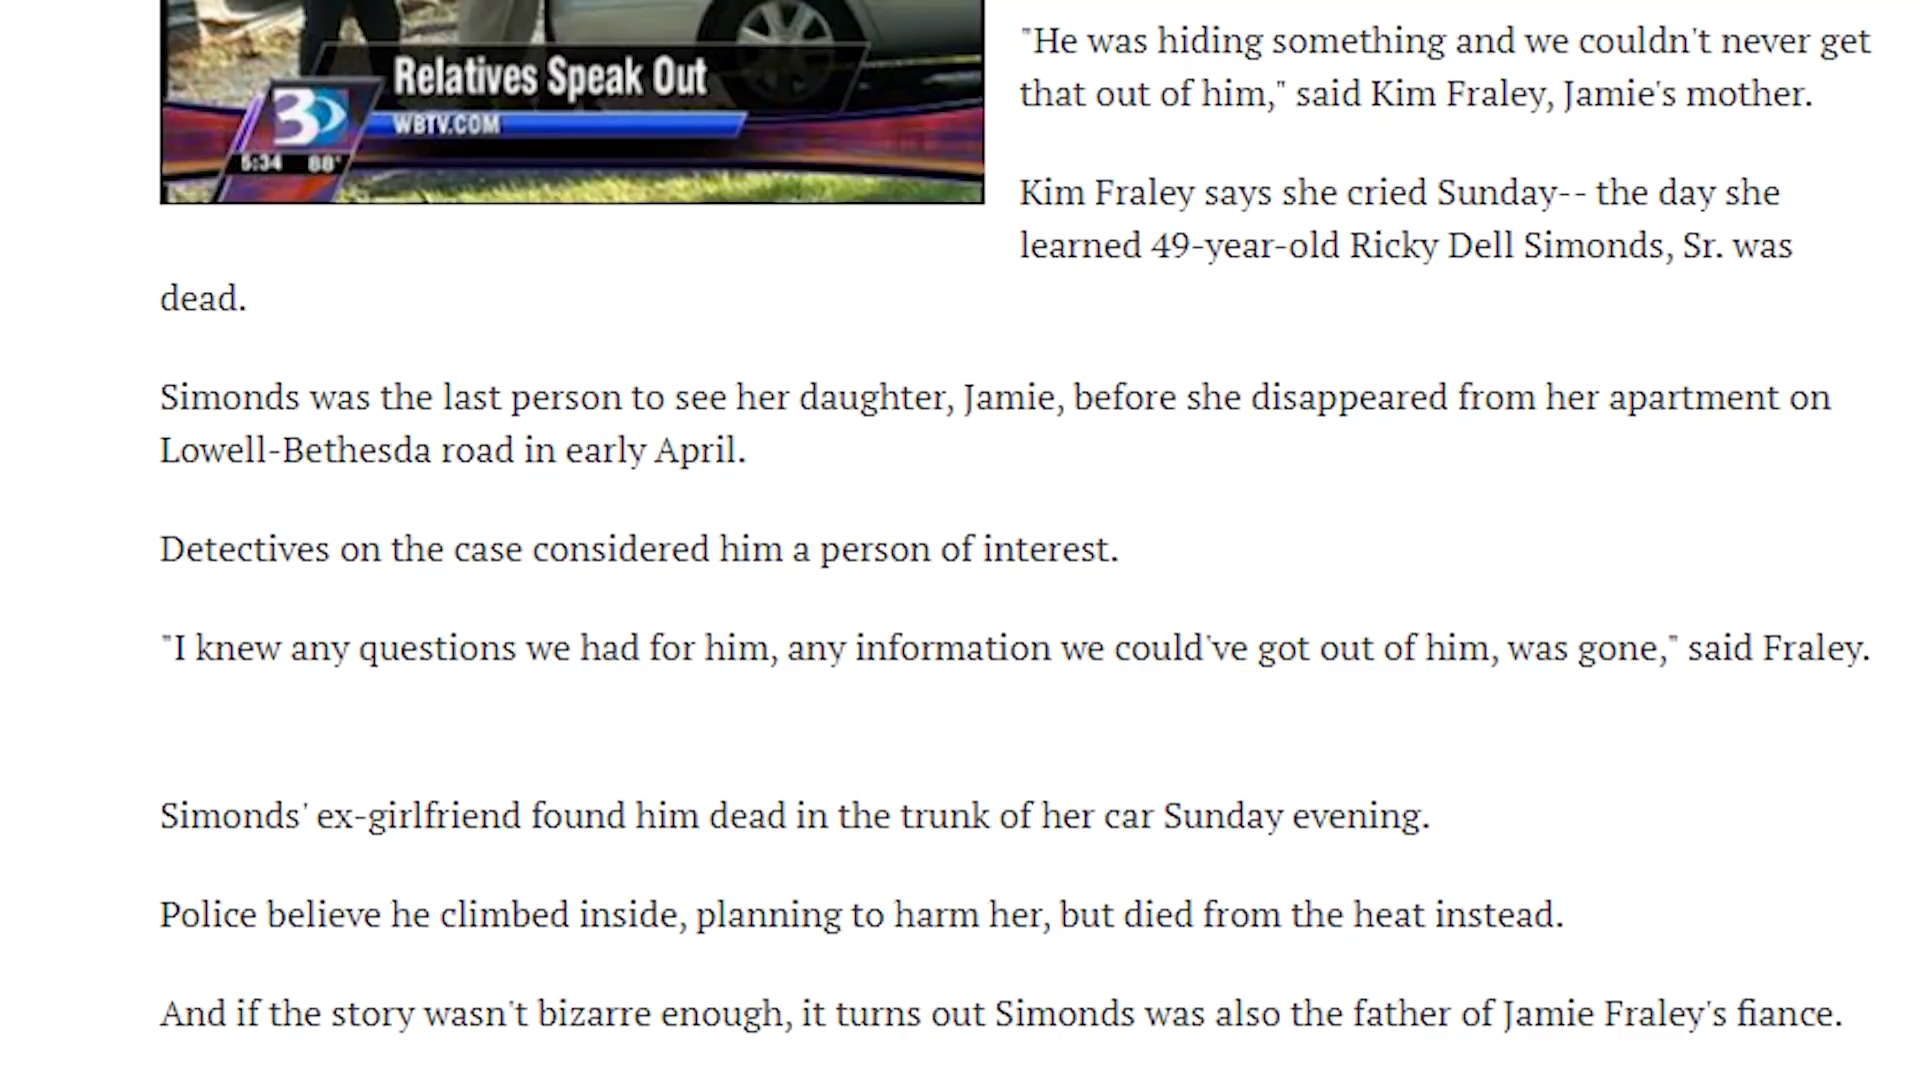 Relatives Speak Out
3
WBTV.COM
5:34 88°
"He was hiding something and we couldn't never get
that out of him," said Kim Fraley, Jamie's mother.
Kim Fraley says she cried Sunday-- the day she
learned 49-year-old Ricky Dell Simonds, Sr. was
dead.
Simonds was the last person to see her daughter, Jamie, before she disappeared from her apartment on
Lowell-Bethesda road in early April.
Detectives on the case considered him a person of interest.
"I knew any questions we had for him, any information we could've got out of him, was gone," said Fraley.
Simonds' ex-girlfriend found him dead in the trunk of her car Sunday evening.
Police believe he climbed inside, planning to harm her, but died from the heat instead.
And if the story wasn't bizarre enough, it turns out Simonds was also the father of Jamie Fraley's fiance.